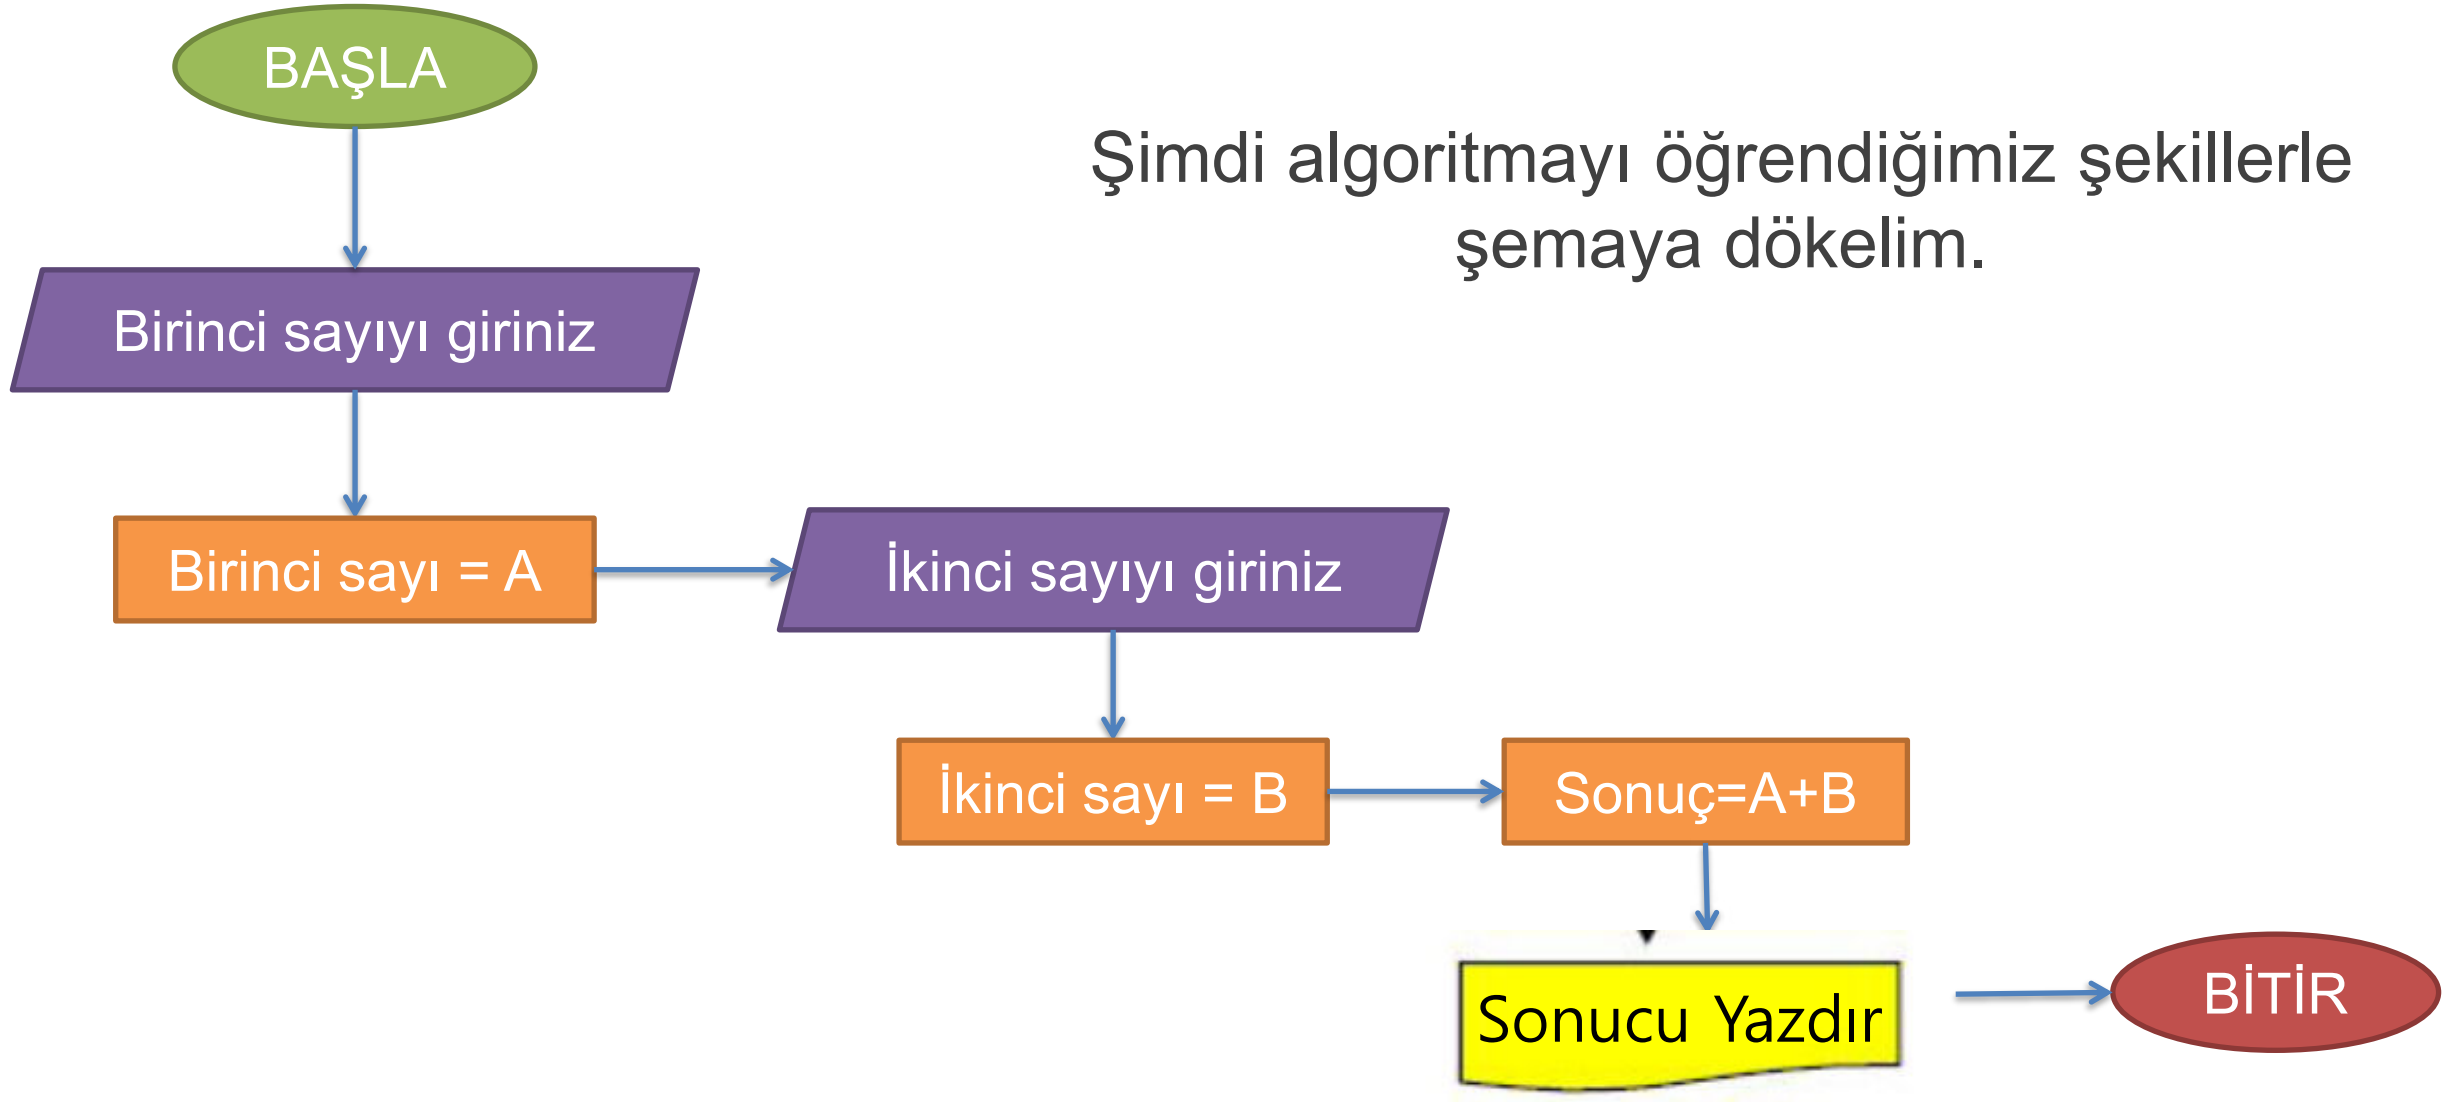 BAŞLA
Şimdi algoritmayı öğrendiğimiz şekillerle
şemaya dökelim.
Birinci sayıyı giriniz
Birinci sayı = A
İkinci sayıyı giriniz
İkinci sayı = B
Sonuç=A+B
Sonucu Yazdır
BİTİR